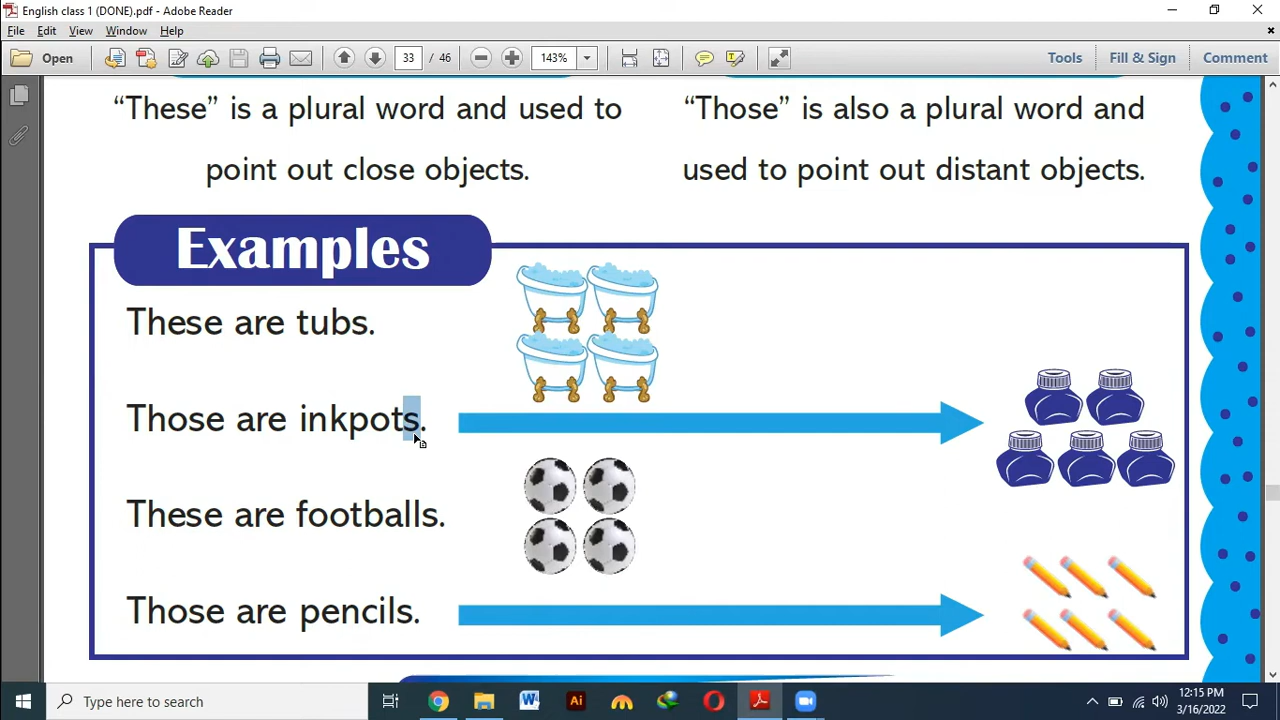 English class 1 (DONE).pdf - Adobe Reader
File Edit View Window Help
Open 33 / 46 143% Tools Fill & Sign Comment
“These” is a plural word and used to
point out close objects.
“Those” is also a plural word and
used to point out distant objects.
Examples
These are tubs.
Those are inkpots.
These are footballs.
Those are pencils.
Type here to search
12:15 PM
3/16/2022